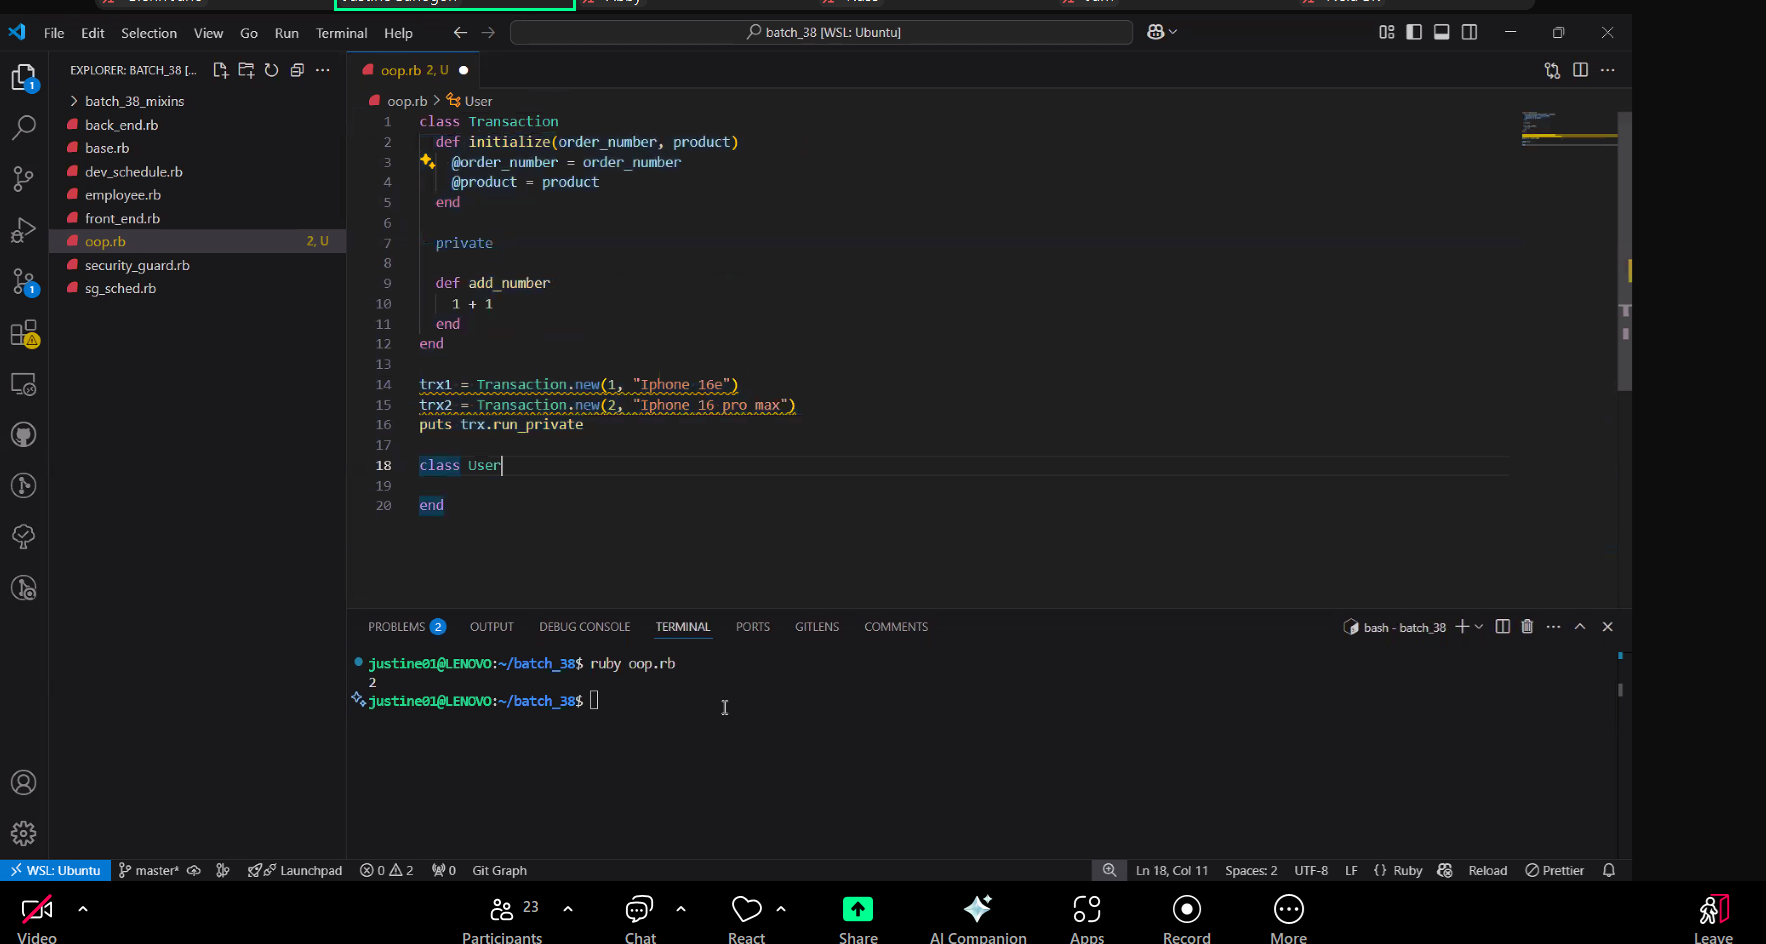 File Edit Selection View Go Run Terminal Help
batch_38 [WSL: Ubuntu]
EXPLORER: BATCH_38 [...
oop.rb 2, U
oop.rb > User
batch_38_mixins
back_end.rb
base.rb
dev_schedule.rb
employee.rb
front_end.rb
oop.rb 2, U
security_guard.rb
sg_sched.rb
1
1
1 class Transaction
2 def initialize(order_number, product)
3 @order_number = order_number
4 @product = product
5 end
6
7 private
8
9 def add_number
10 1 + 1
11 end
12 end
13
14 trx1 = Transaction.new(1, "Iphone 16e")
15 trx2 = Transaction.new(2, "Iphone 16 pro max")
16 puts trx.run_private
17
18 class User
19
20 end
PROBLEMS 2 OUTPUT DEBUG CONSOLE TERMINAL PORTS GITLENS COMMENTS
bash - batch_38
justine01@LENOVO:~/batch_38$ ruby oop.rb
2
justine01@LENOVO:~/batch_38$
WSL: Ubuntu master* Launchpad 0 2 0 Git Graph
Ln 18, Col 11 Spaces: 2 UTF-8 LF {} Ruby Reload Prettier
Video
Participants 23
Chat
React
Share
AI Companion
Apps
Record
More
Leave